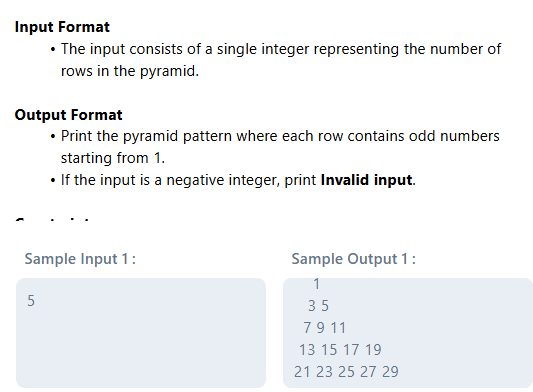 Input Format
• The input consists of a single integer representing the number of
rows in the pyramid.
Output Format
• Print the pyramid pattern where each row contains odd numbers
starting from 1.
• If the input is a negative integer, print Invalid input.
Sample Input 1 :
5
Sample Output 1 :
1
3 5
7 9 11
13 15 17 19
21 23 25 27 29